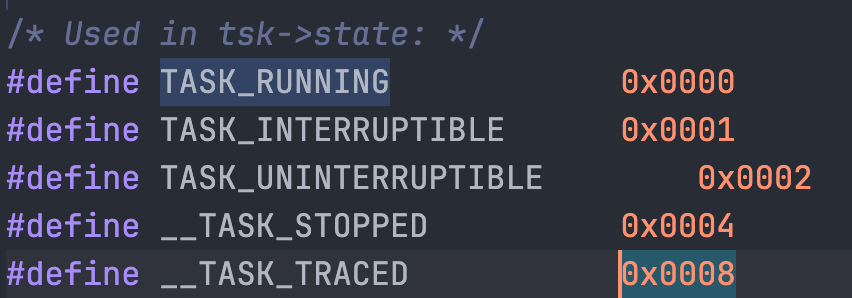 /* Used in tsk->state: */
#define TASK_RUNNING 0x0000
#define TASK_INTERRUPTIBLE 0x0001
#define TASK_UNINTERRUPTIBLE 0x0002
#define __TASK_STOPPED 0x0004
#define __TASK_TRACED 0x0008